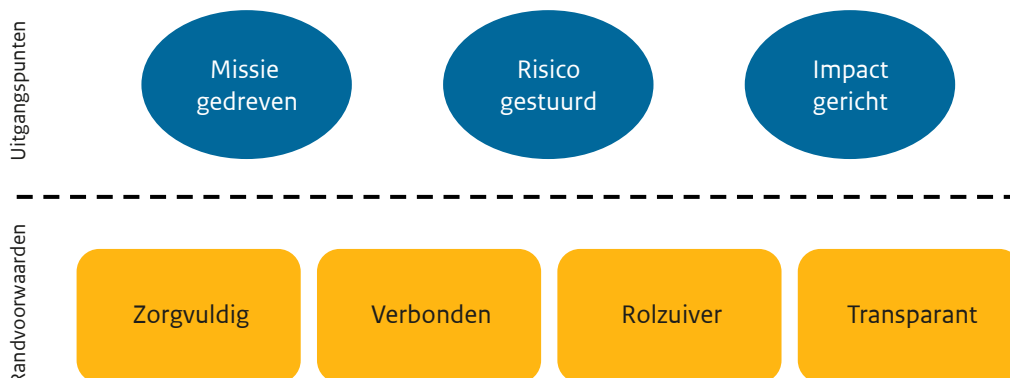 Uitgangspunten
Missie
gedreven
Risico
gestuurd
Impact
gericht
Randvoorwaarden
Zorgvuldig
Verbonden
Rolzuiver
Transparant